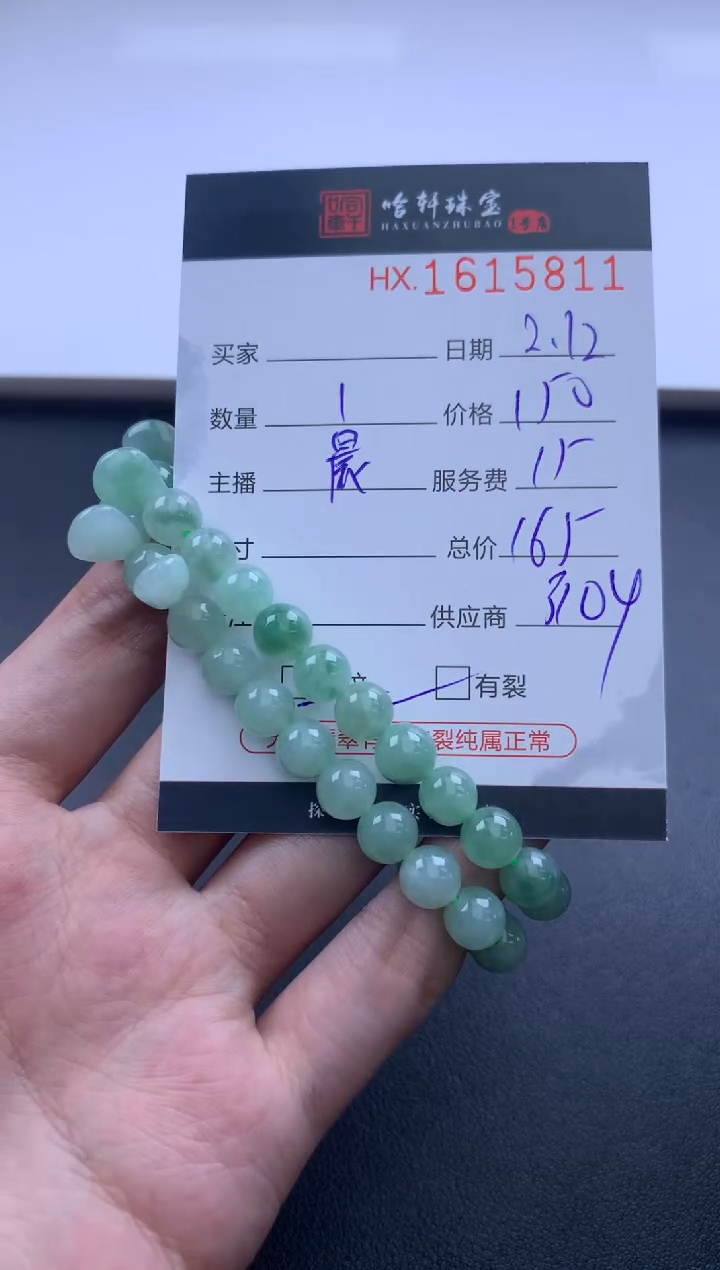 哈轩珠宝
HAXUANZHUBAO
HX.1615811
买家 日期 2.12
数量 1 价格 150
主播 晨 服务费 15
寸 总价 165
供应商 304
有裂
裂纯属正常